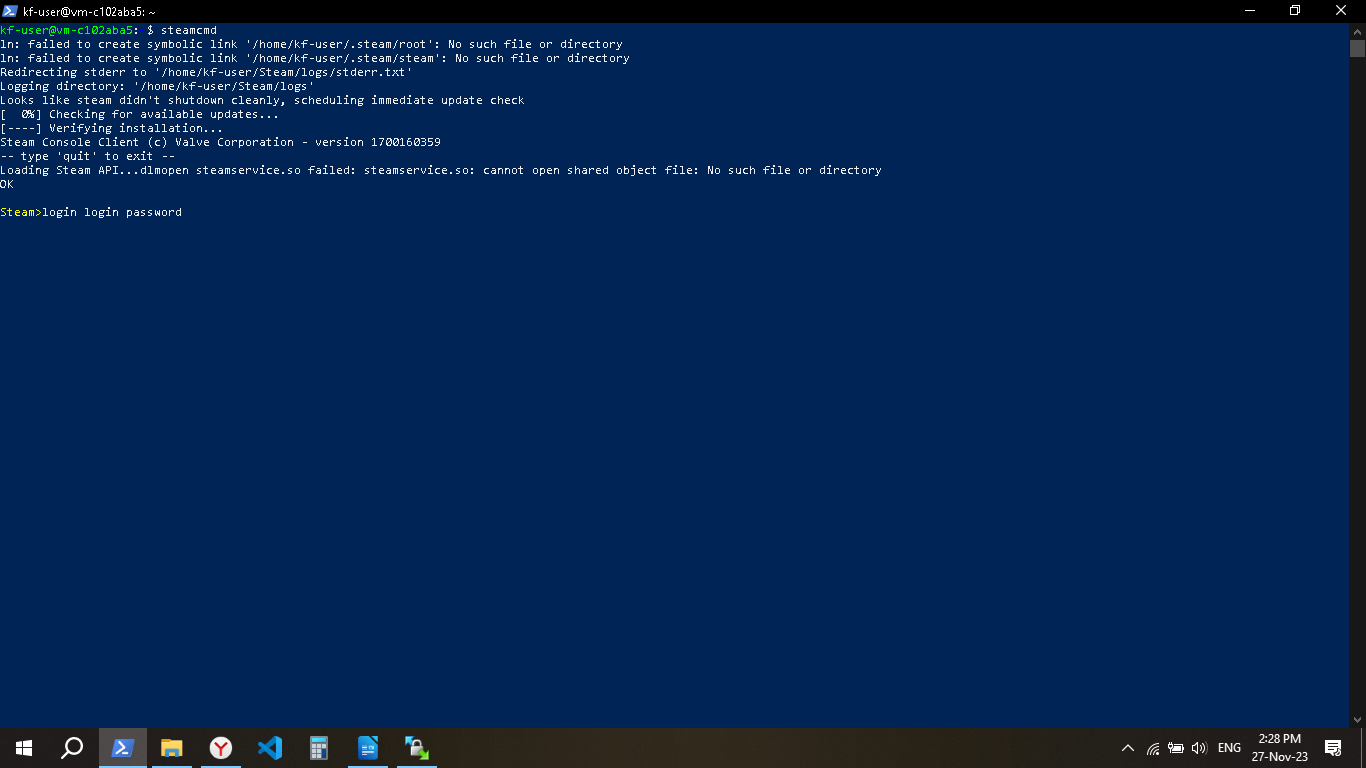 kf-user@vm-c102aba5: ~
kf-user@vm-c102aba5:~$ steamcmd
ln: failed to create symbolic link '/home/kf-user/.steam/root': No such file or directory
ln: failed to create symbolic link '/home/kf-user/.steam/steam': No such file or directory
Redirecting stderr to '/home/kf-user/Steam/logs/stderr.txt'
Logging directory: '/home/kf-user/Steam/logs'
Looks like steam didn't shutdown cleanly, scheduling immediate update check
[  0%] Checking for available updates...
[----] Verifying installation...
Steam Console Client (c) Valve Corporation - version 1700160359
-- type 'quit' to exit --
Loading Steam API...dlmopen steamservice.so failed: steamservice.so: cannot open shared object file: No such file or directory
OK
Steam>login login password
ENG
2:28 PM
27-Nov-23